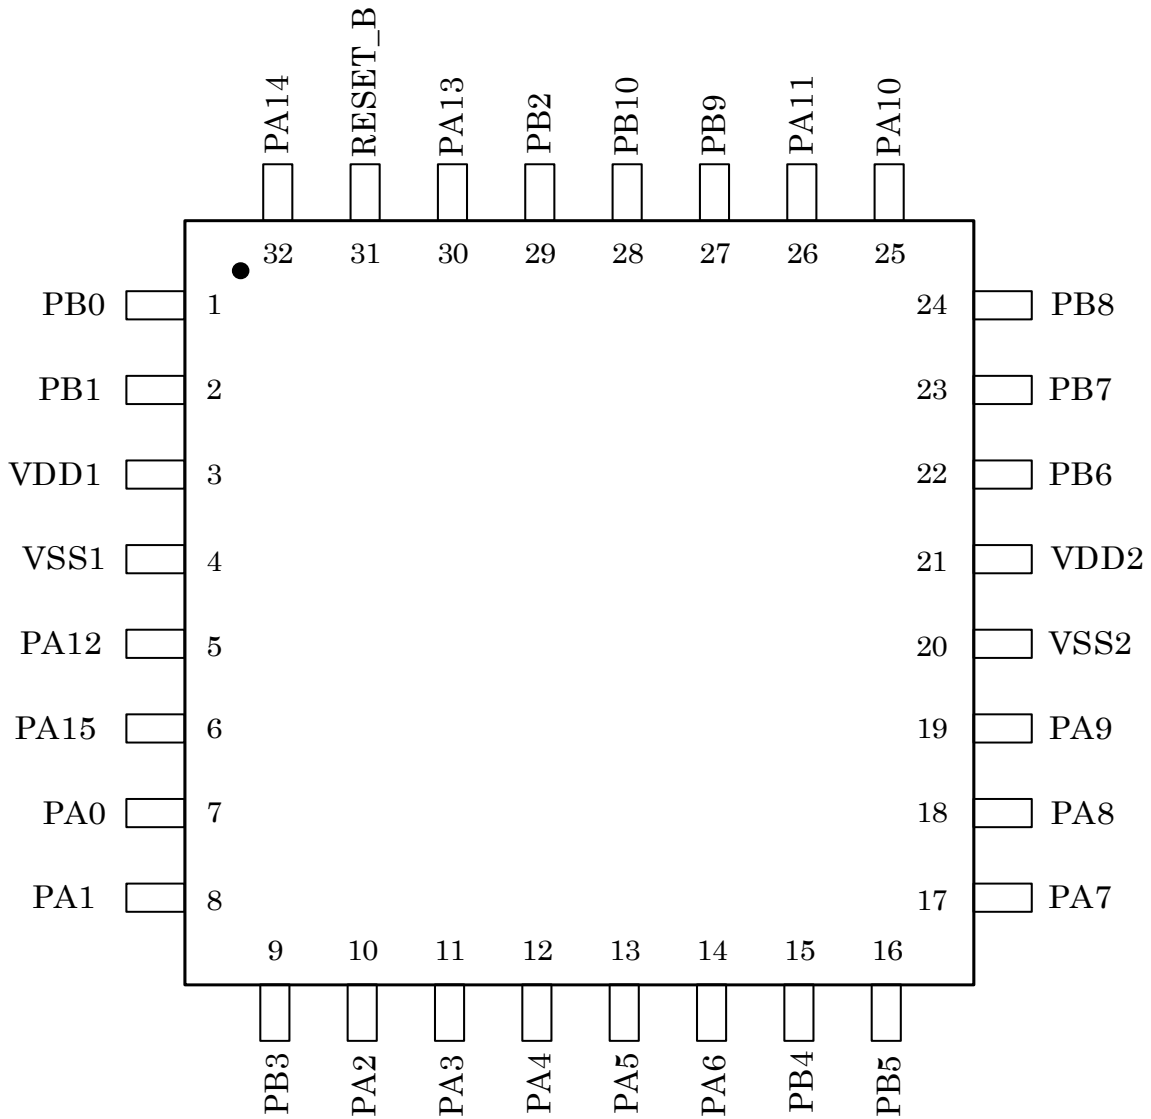 PA14 RESET_B PA13 PB2 PB10 PB9 PA11 PA10
32 31 30 29 28 27 26 25
PB0 1 24 PB8
PB1 2 23 PB7
VDD1 3 22 PB6
VSS1 4 21 VDD2
PA12 5 20 VSS2
PA15 6 19 PA9
PA0 7 18 PA8
PA1 8 17 PA7
9 10 11 12 13 14 15 16
PB3 PA2 PA3 PA4 PA5 PA6 PB4 PB5